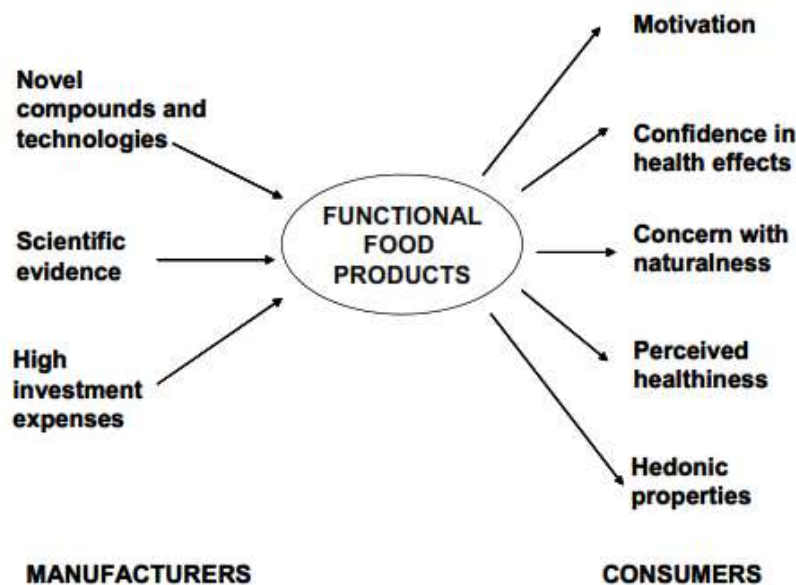 Novel
compounds and
technologies
Scientific
evidence
High
investment
expenses
FUNCTIONAL
FOOD
PRODUCTS
Motivation
Confidence in
health effects
Concern with
naturalness
Perceived
healthiness
Hedonic
properties
MANUFACTURERS
CONSUMERS